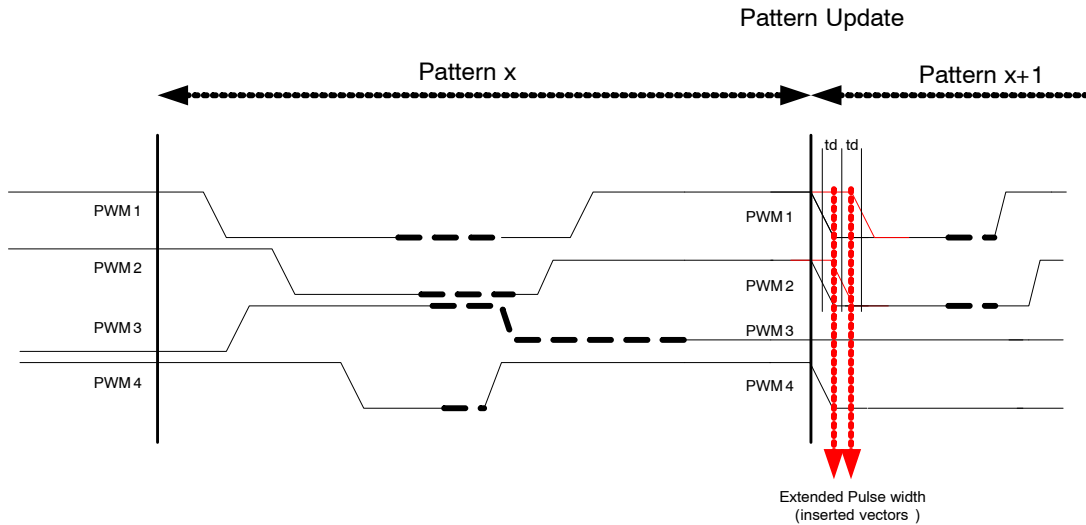 Pattern Update
Pattern x
Pattern x+1
td td
PWM 1
PWM 1
PWM 2
PWM 2
PWM 3
PWM 3
PWM 4
PWM 4
Extended Pulse width
(inserted vectors )